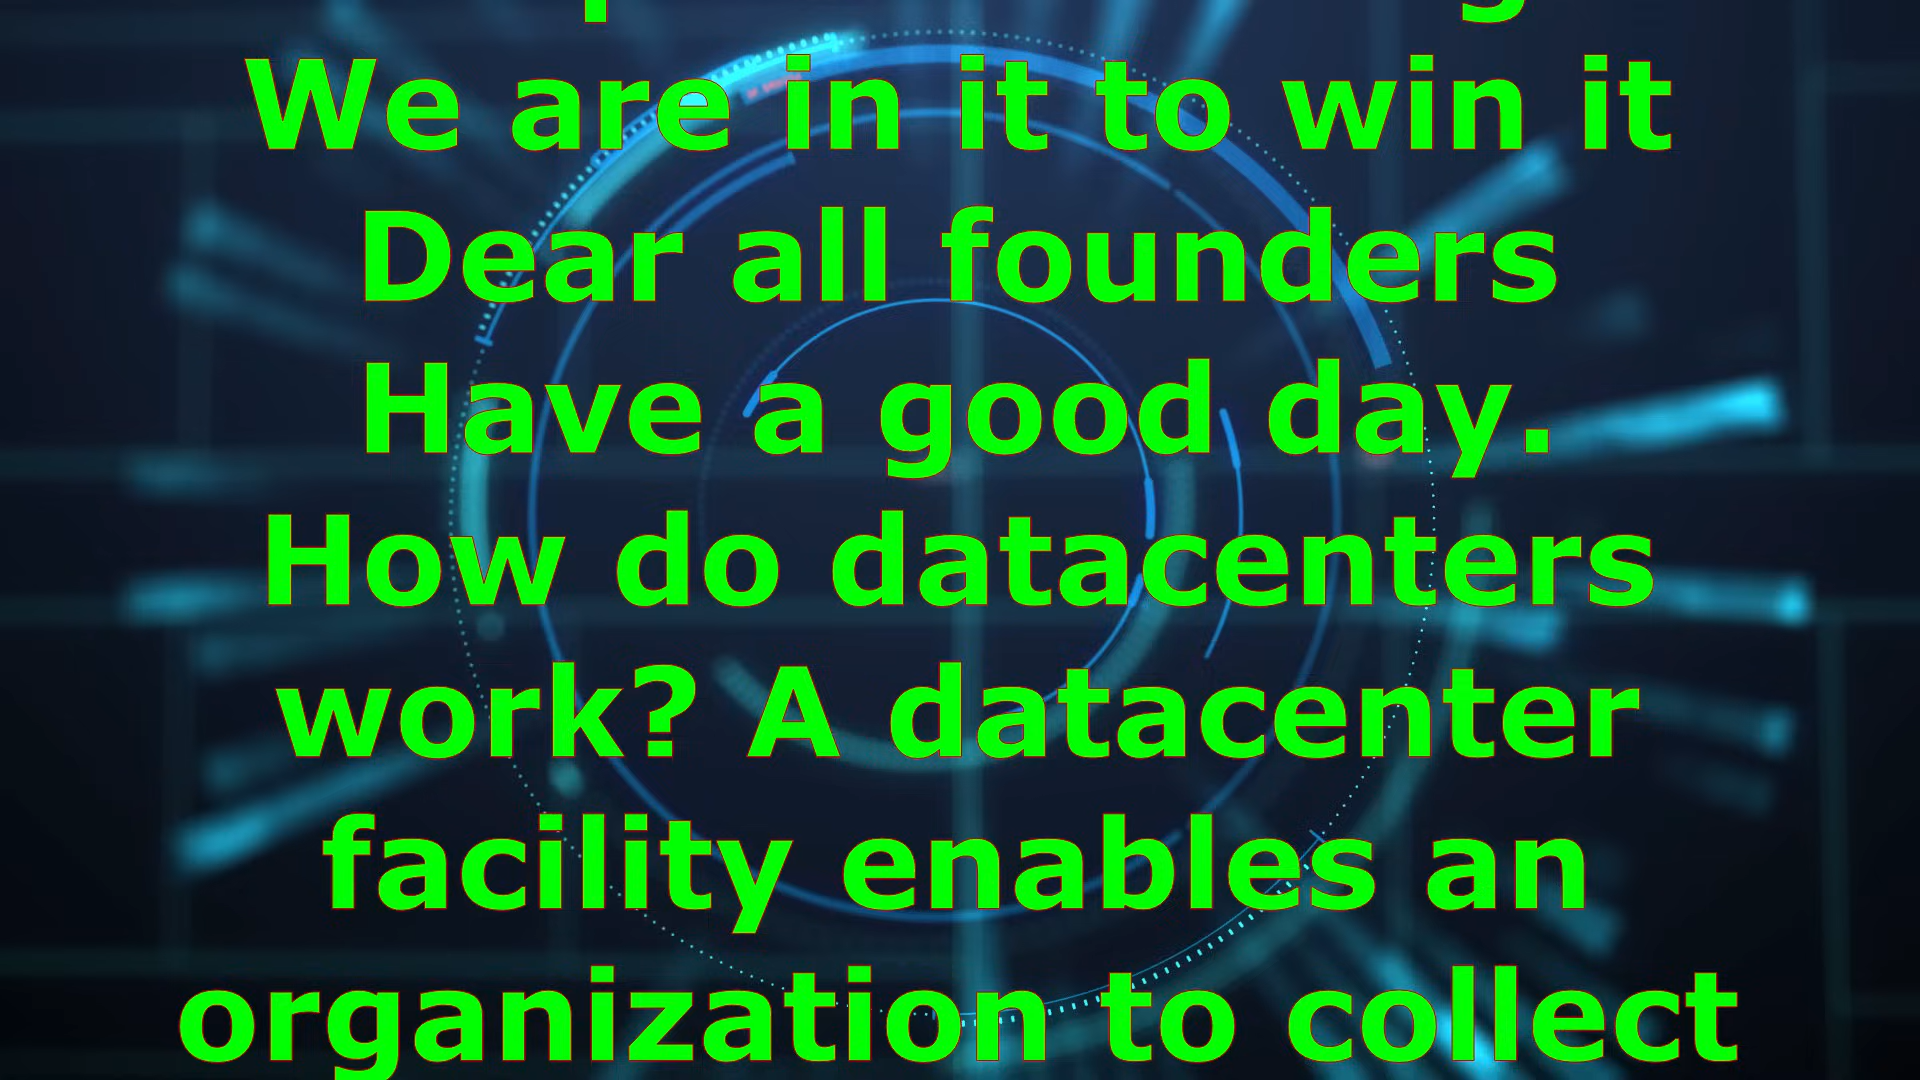 We are in it to win it
Dear all founders
Have a good day.
How do datacenters
work? A datacenter
facility enables an
organization to collect